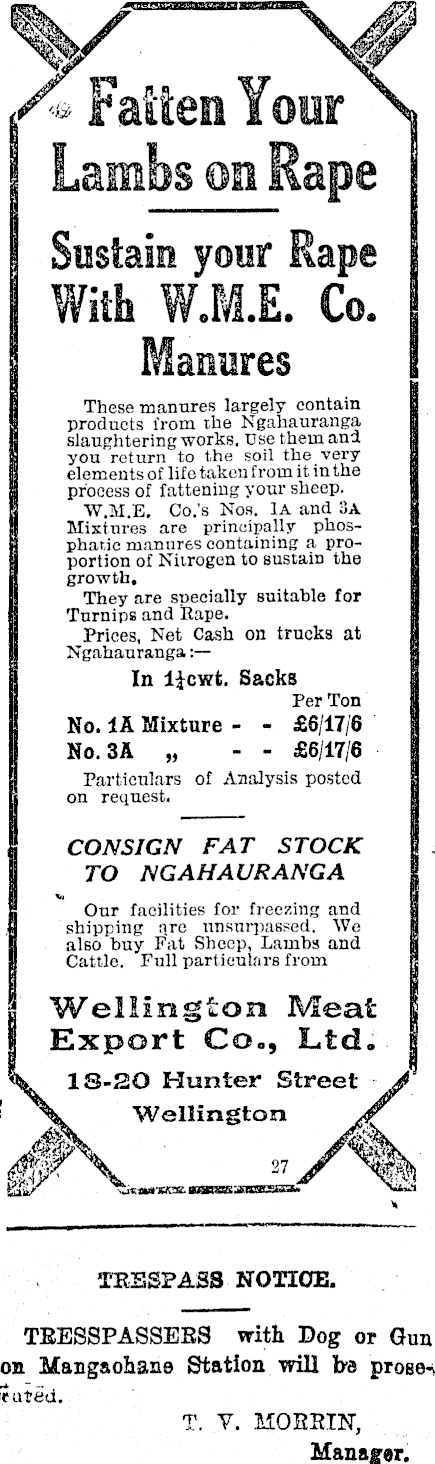 Fatten Your
Lambs on Rape
Sustain your Rape
With W.M.E. Co.
Manures
These manures largely contain
products from the Ngahauranga
slaughtering works. Use them and
you return to the soil the very
elements of life taken from it in the
process of fattening your sheep.
W.M.E. Co.'s Nos. 1A and 3A
Mixtures are principally phos-
phatic manures containing a pro-
portion of Nitrogen to sustain the
growth.
They are specially suitable for
Turnips and Rape.
Prices, Net Cash on trucks at
Ngahauranga:—
In 1¼cwt. Sacks
Per Ton
No. 1A Mixture - - £6/17/6
No. 3A „ - - £6/17/6
Particulars of Analysis posted
on request.
CONSIGN FAT STOCK
TO NGAHAURANGA
Our facilities for freezing and
shipping are unsurpassed. We
also buy Fat Sheep, Lambs and
Cattle. Full particulars from
Wellington Meat
Export Co., Ltd.
18-20 Hunter Street
Wellington
27
TRESPASS NOTICE.
TRESSPASSERS with Dog or Gun
on Mangaohane Station will be prose-
cuted.
T. V. MORRIN,
Manager.